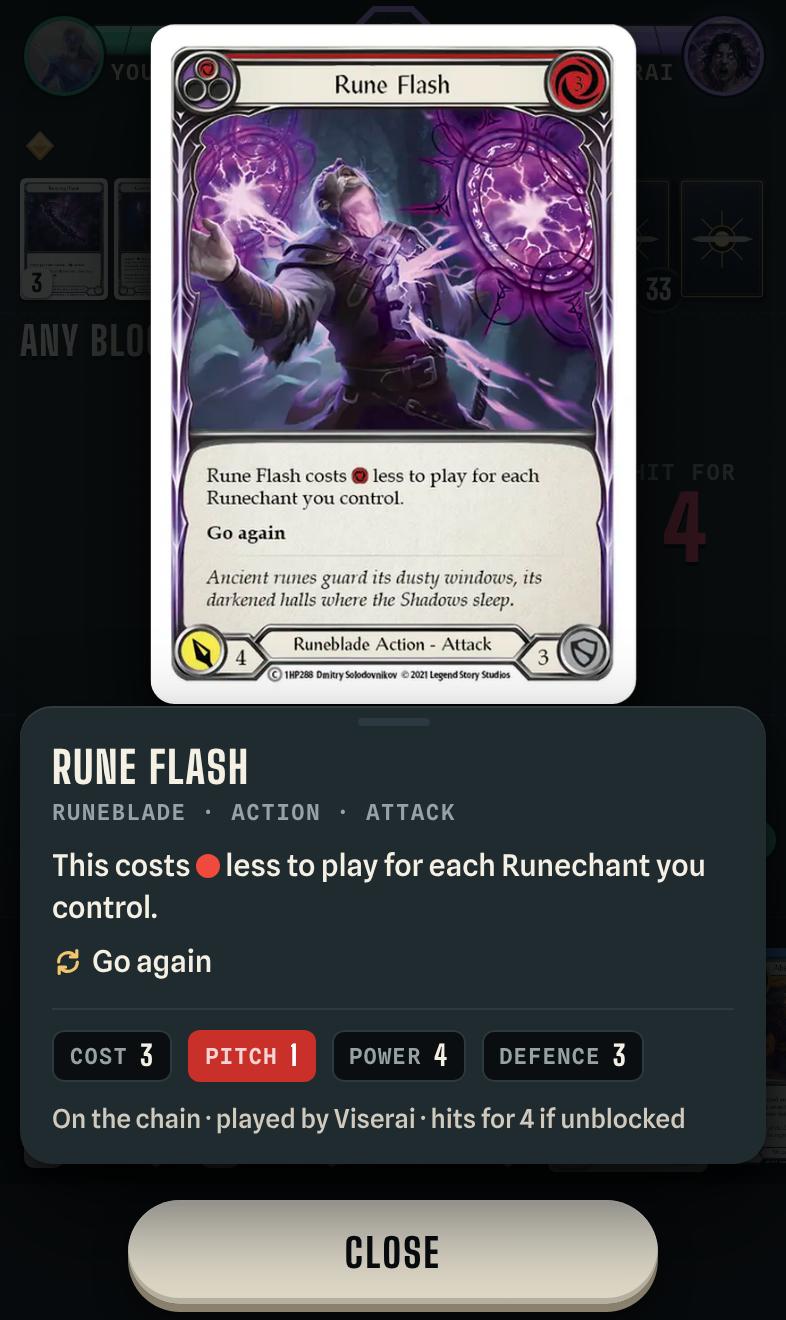 YOU
RAI
Rune Flash
3
3
33
ANY BLO
HIT FOR
4
Rune Flash costs less to play for each
Runechant you control.
Go again
Ancient runes guard its dusty windows, its
darkened halls where the Shadows sleep.
4
Runeblade Action - Attack
3
C 1HP288 Dmitry Solodovnikov © 2021 Legend Story Studios
RUNE FLASH
RUNEBLADE · ACTION · ATTACK
This costs less to play for each Runechant you
control.
Go again
COST 3
PITCH 1
POWER 4
DEFENCE 3
On the chain · played by Viserai · hits for 4 if unblocked
CLOSE